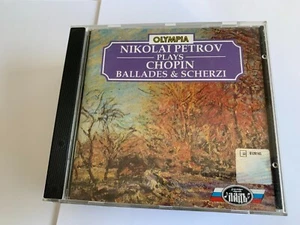 OLYMPIA
NIKOLAI PETROV
PLAYS
CHOPIN
BALLADES & SCHERZI